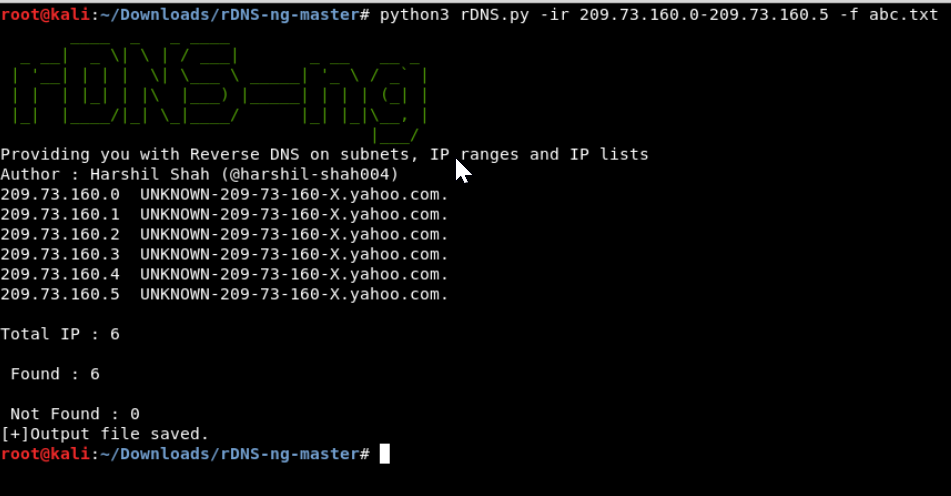 root@kali:~/Downloads/rDNS-ng-master# python3 rDNS.py -ir 209.73.160.0-209.73.160.5 -f abc.txt
rDNS-ng
Providing you with Reverse DNS on subnets, IP ranges and IP lists
Author : Harshil Shah (@harshil-shah004)
209.73.160.0  UNKNOWN-209-73-160-X.yahoo.com.
209.73.160.1  UNKNOWN-209-73-160-X.yahoo.com.
209.73.160.2  UNKNOWN-209-73-160-X.yahoo.com.
209.73.160.3  UNKNOWN-209-73-160-X.yahoo.com.
209.73.160.4  UNKNOWN-209-73-160-X.yahoo.com.
209.73.160.5  UNKNOWN-209-73-160-X.yahoo.com.
Total IP : 6
Found : 6
Not Found : 0
[+]Output file saved.
root@kali:~/Downloads/rDNS-ng-master#